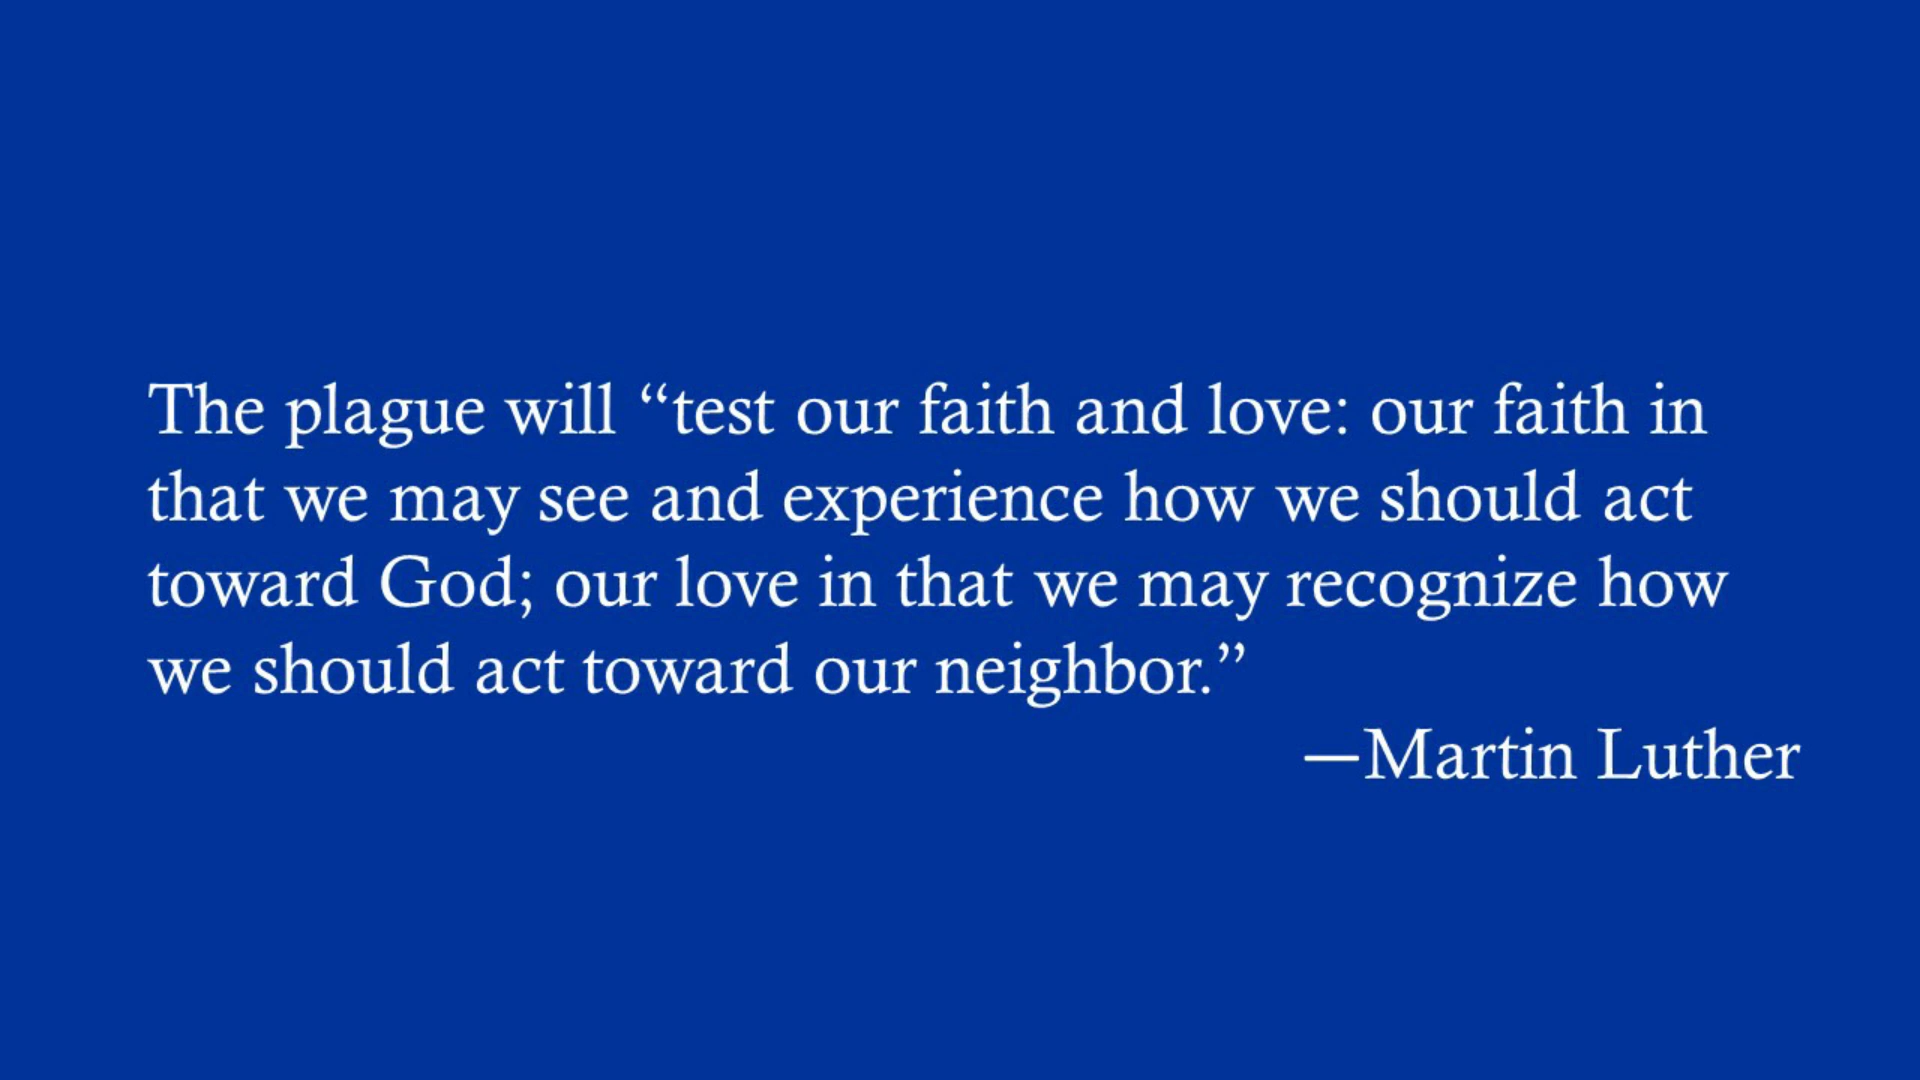 The plague will “test our faith and love: our faith in
that we may see and experience how we should act
toward God; our love in that we may recognize how
we should act toward our neighbor.”
—Martin Luther